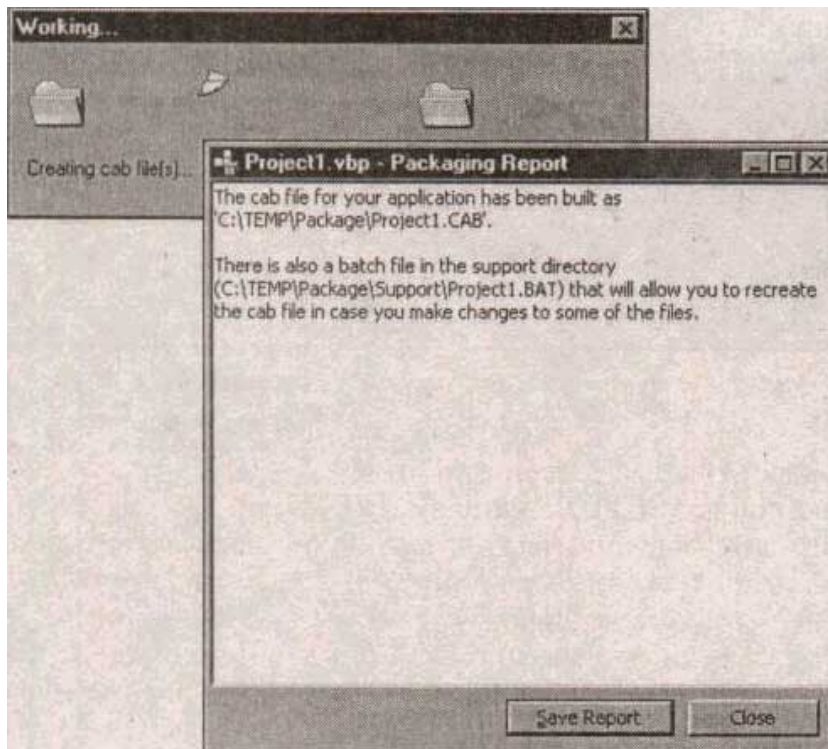 Working...
Creating cab file(s)...
Project1.vbp - Packaging Report
The cab file for your application has been built as
'C:\TEMP\Package\Project1.CAB'.
There is also a batch file in the support directory
(C:\TEMP\Package\Support\Project1.BAT) that will allow you to recreate
the cab file in case you make changes to some of the files.
Save Report
Close